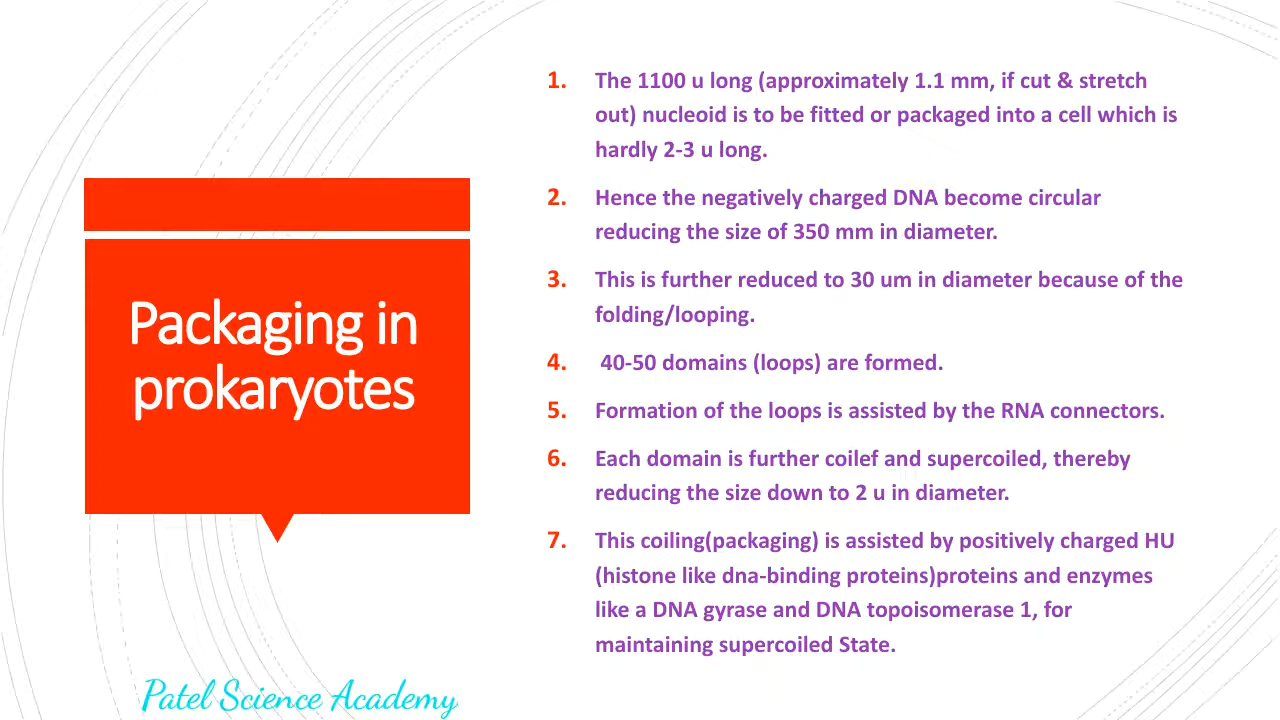 Packaging in
prokaryotes
1. The 1100 u long (approximately 1.1 mm, if cut & stretch
out) nucleoid is to be fitted or packaged into a cell which is
hardly 2-3 u long.
2. Hence the negatively charged DNA become circular
reducing the size of 350 mm in diameter.
3. This is further reduced to 30 um in diameter because of the
folding/looping.
4. 40-50 domains (loops) are formed.
5. Formation of the loops is assisted by the RNA connectors.
6. Each domain is further coilef and supercoiled, thereby
reducing the size down to 2 u in diameter.
7. This coiling(packaging) is assisted by positively charged HU
(histone like dna-binding proteins)proteins and enzymes
like a DNA gyrase and DNA topoisomerase 1, for
maintaining supercoiled State.
Patel Science Academy